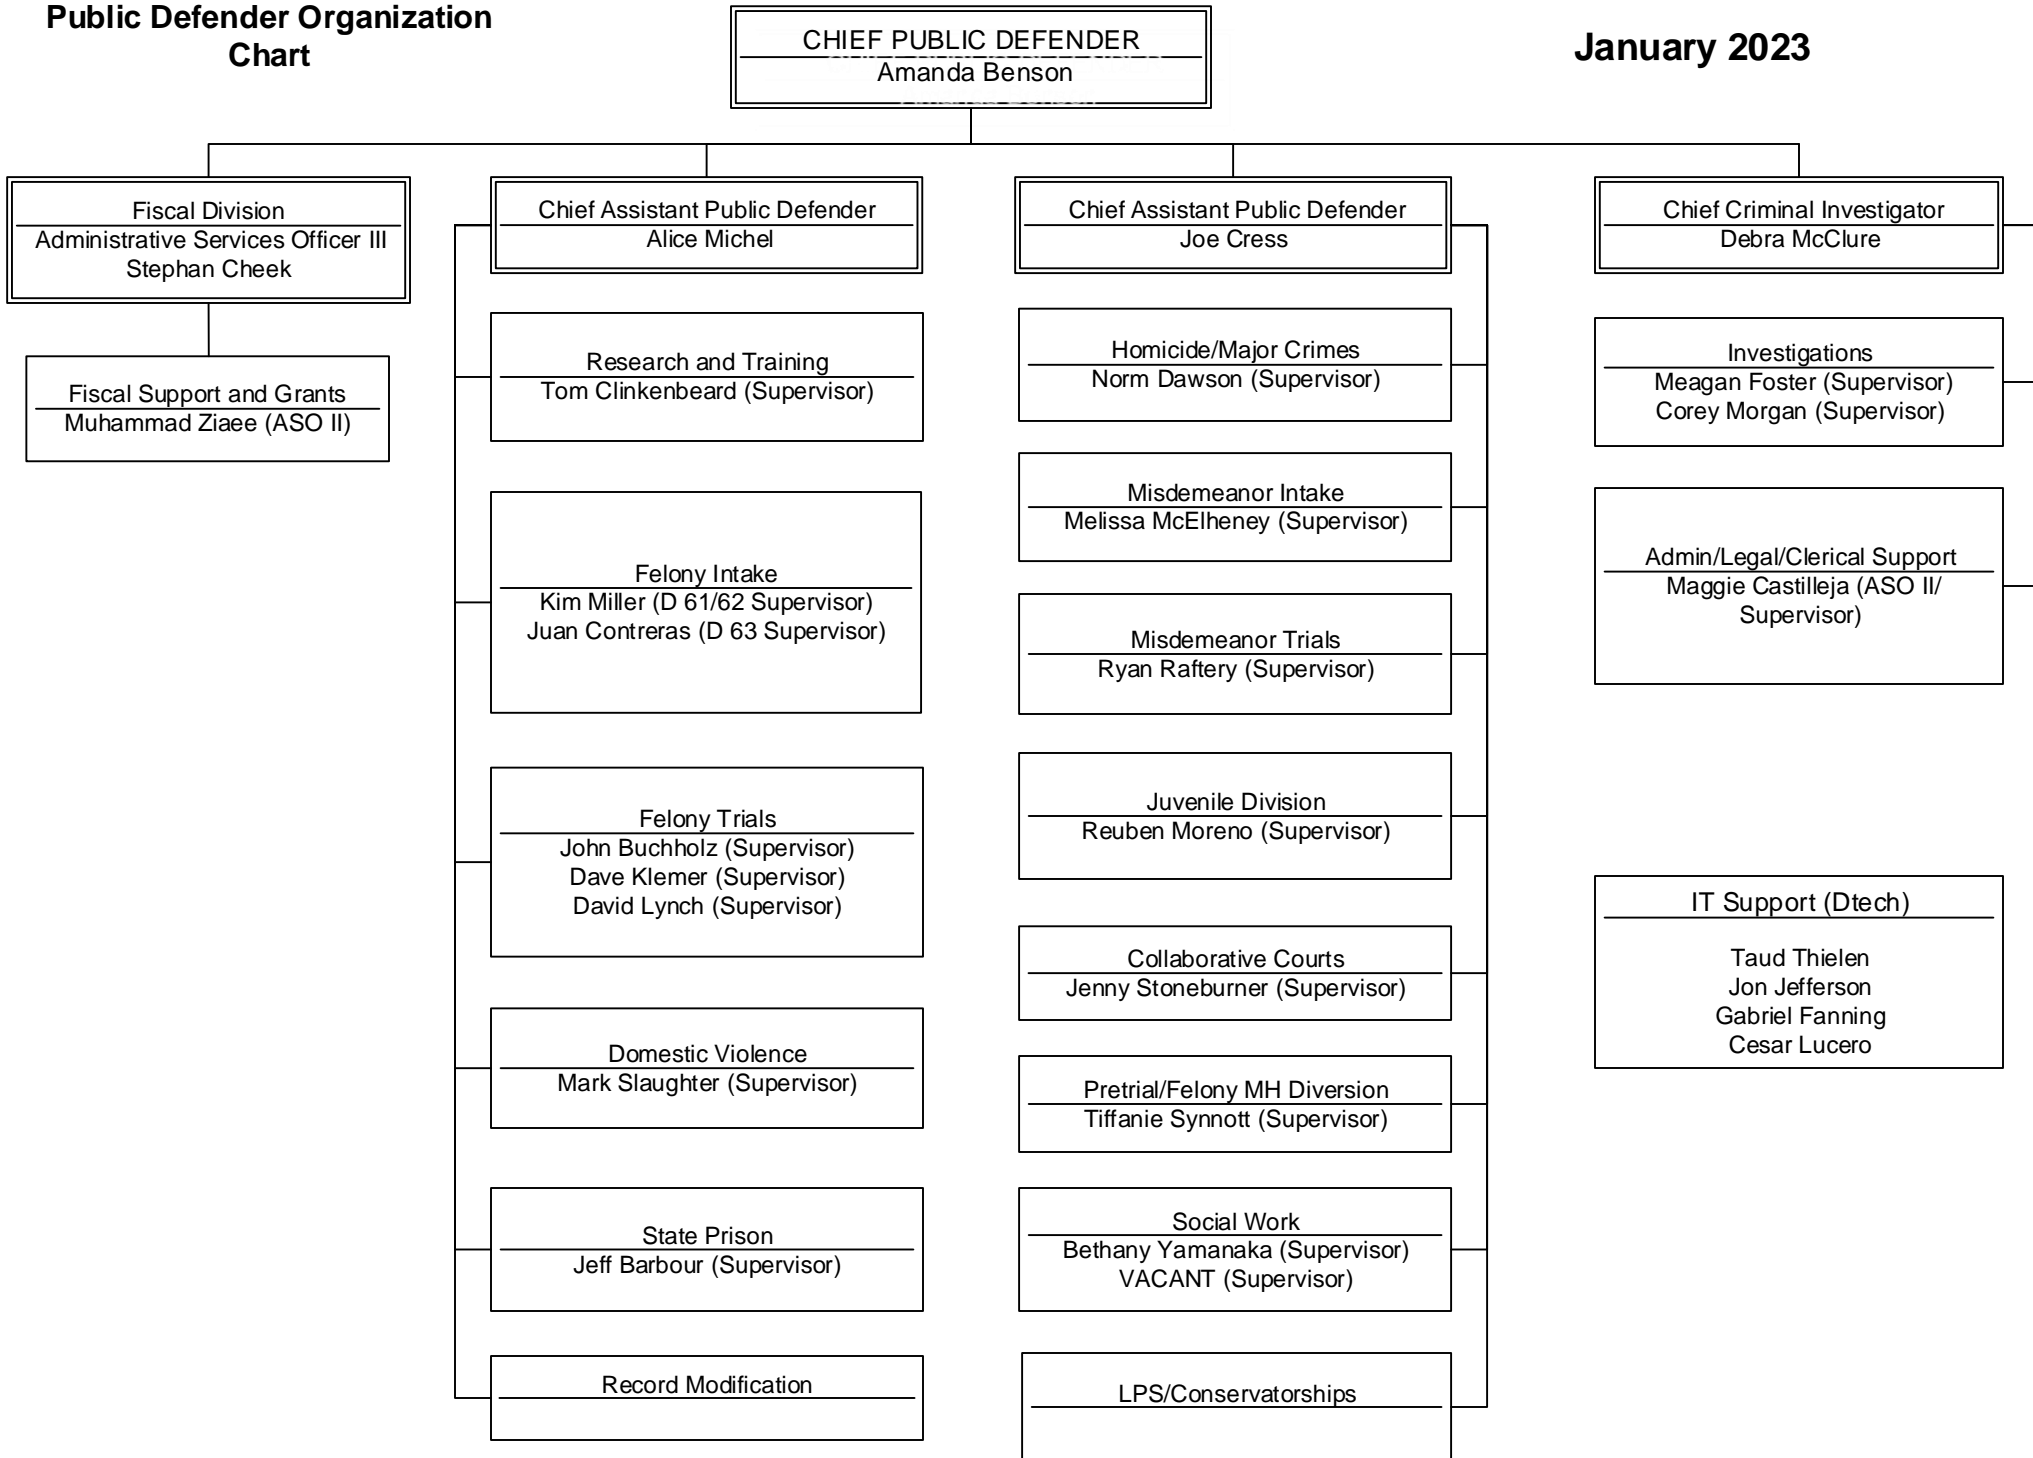 Public Defender Organization
Chart
CHIEF PUBLIC DEFENDER
Amanda Benson
January 2023
Fiscal Division
Administrative Services Officer III
Stephan Cheek
Fiscal Support and Grants
Muhammad Ziaee (ASO II)
Chief Assistant Public Defender
Alice Michel
Research and Training
Tom Clinkenbeard (Supervisor)
Felony Intake
Kim Miller (D 61/62 Supervisor)
Juan Contreras (D 63 Supervisor)
Felony Trials
John Buchholz (Supervisor)
Dave Klemer (Supervisor)
David Lynch (Supervisor)
Domestic Violence
Mark Slaughter (Supervisor)
State Prison
Jeff Barbour (Supervisor)
Record Modification
Chief Assistant Public Defender
Joe Cress
Homicide/Major Crimes
Norm Dawson (Supervisor)
Misdemeanor Intake
Melissa McElheney (Supervisor)
Misdemeanor Trials
Ryan Raftery (Supervisor)
Juvenile Division
Reuben Moreno (Supervisor)
Collaborative Courts
Jenny Stoneburner (Supervisor)
Pretrial/Felony MH Diversion
Tiffanie Synnott (Supervisor)
Social Work
Bethany Yamanaka (Supervisor)
VACANT (Supervisor)
LPS/Conservatorships
Chief Criminal Investigator
Debra McClure
Investigations
Meagan Foster (Supervisor)
Corey Morgan (Supervisor)
Admin/Legal/Clerical Support
Maggie Castilleja (ASO II/
Supervisor)
IT Support (Dtech)
Taud Thielen
Jon Jefferson
Gabriel Fanning
Cesar Lucero